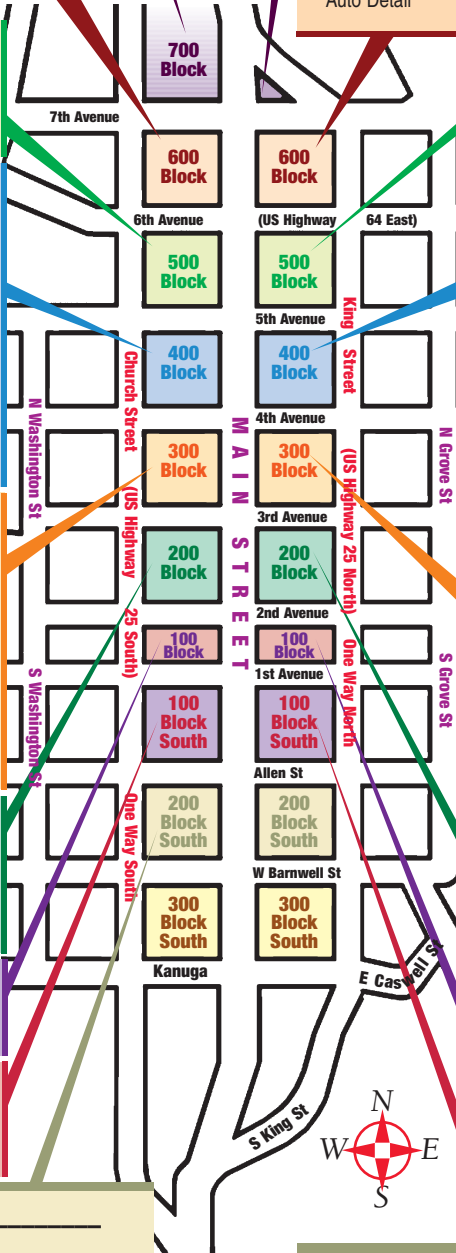 Auto Detail
700
Block
7th Avenue
600
Block
600
Block
6th Avenue
(US Highway
64 East)
500
Block
500
Block
5th Avenue
King Street
400
Block
400
Block
Church Street
4th Avenue
N Washington St
MAIN STREET
N Grove St
300
Block
300
Block
(US Highway
(US Highway 25 North)
3rd Avenue
200
Block
200
Block
2nd Avenue
25 South)
100
Block
100
Block
One Way North
1st Avenue
S Washington St
S Grove St
100
Block
South
100
Block
South
Allen St
One Way South
200
Block
South
200
Block
South
W Barnwell St
300
Block
South
300
Block
South
Kanuga
E Caswell St
S King St
N
W
E
S